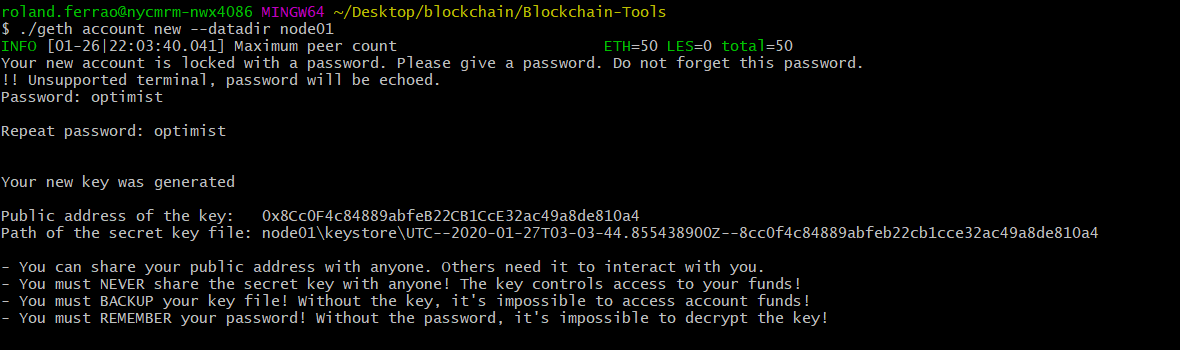 roland.ferrao@nycmrm-nwx4086 MINGW64 ~/Desktop/blockchain/Blockchain-Tools
$ ./geth account new --datadir node01
INFO [01-26|22:03:40.041] Maximum peer count                       ETH=50 LES=0 total=50
Your new account is locked with a password. Please give a password. Do not forget this password.
!! Unsupported terminal, password will be echoed.
Password: optimist
Repeat password: optimist
Your new key was generated
Public address of the key:   0x8Cc0F4c84889abfeB22CB1CcE32ac49a8de810a4
Path of the secret key file: node01\keystore\UTC--2020-01-27T03-03-44.855438900Z--8cc0f4c84889abfeb22cb1cce32ac49a8de810a4
- You can share your public address with anyone. Others need it to interact with you.
- You must NEVER share the secret key with anyone! The key controls access to your funds!
- You must BACKUP your key file! Without the key, it's impossible to access account funds!
- You must REMEMBER your password! Without the password, it's impossible to decrypt the key!